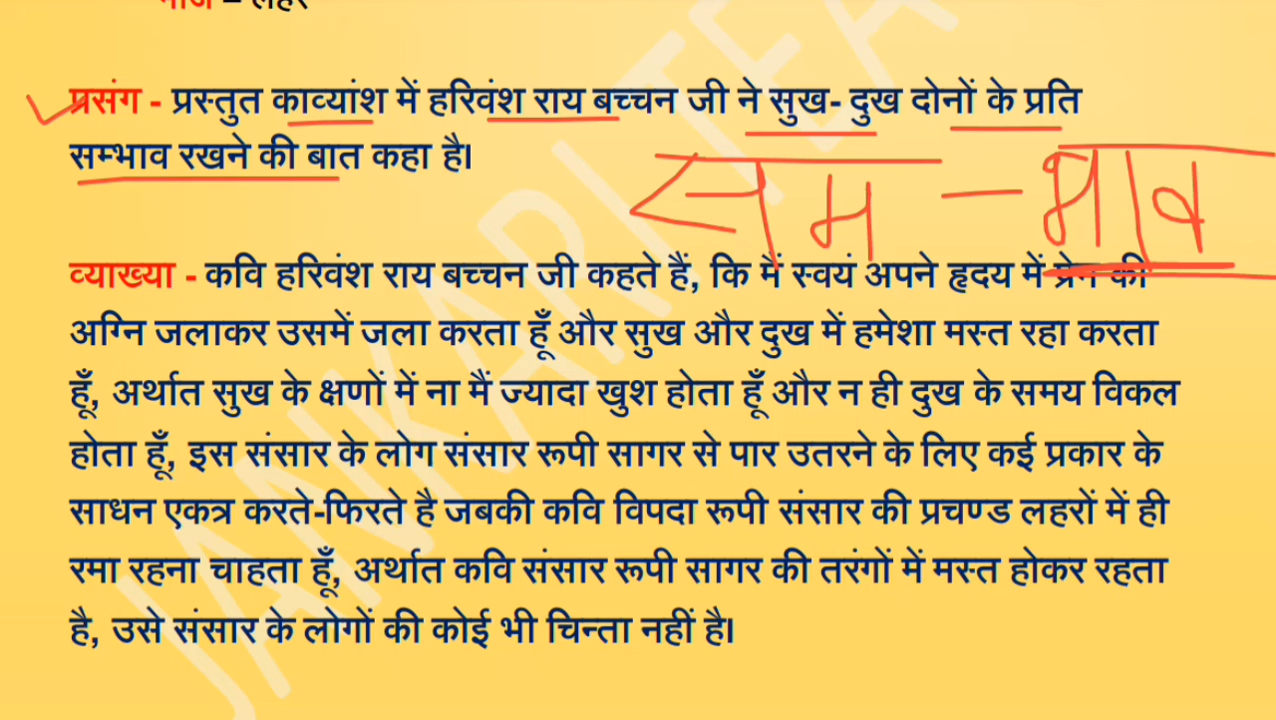 मौज – लहर
प्रसंग - प्रस्तुत काव्यांश में हरिवंश राय बच्चन जी ने सुख- दुख दोनों के प्रति
सम्भाव रखने की बात कहा है।
सम - भाव
व्याख्या - कवि हरिवंश राय बच्चन जी कहते हैं, कि मैं स्वयं अपने हृदय में प्रेम की
अग्नि जलाकर उसमें जला करता हूँ और सुख और दुख में हमेशा मस्त रहा करता
हूँ, अर्थात सुख के क्षणों में ना मैं ज्यादा खुश होता हूँ और न ही दुख के समय विकल
होता हूँ, इस संसार के लोग संसार रूपी सागर से पार उतरने के लिए कई प्रकार के
साधन एकत्र करते-फिरते है जबकी कवि विपदा रूपी संसार की प्रचण्ड लहरों में ही
रमा रहना चाहता हूँ, अर्थात कवि संसार रूपी सागर की तरंगों में मस्त होकर रहता
है, उसे संसार के लोगों की कोई भी चिन्ता नहीं है।
JANKARI TEA